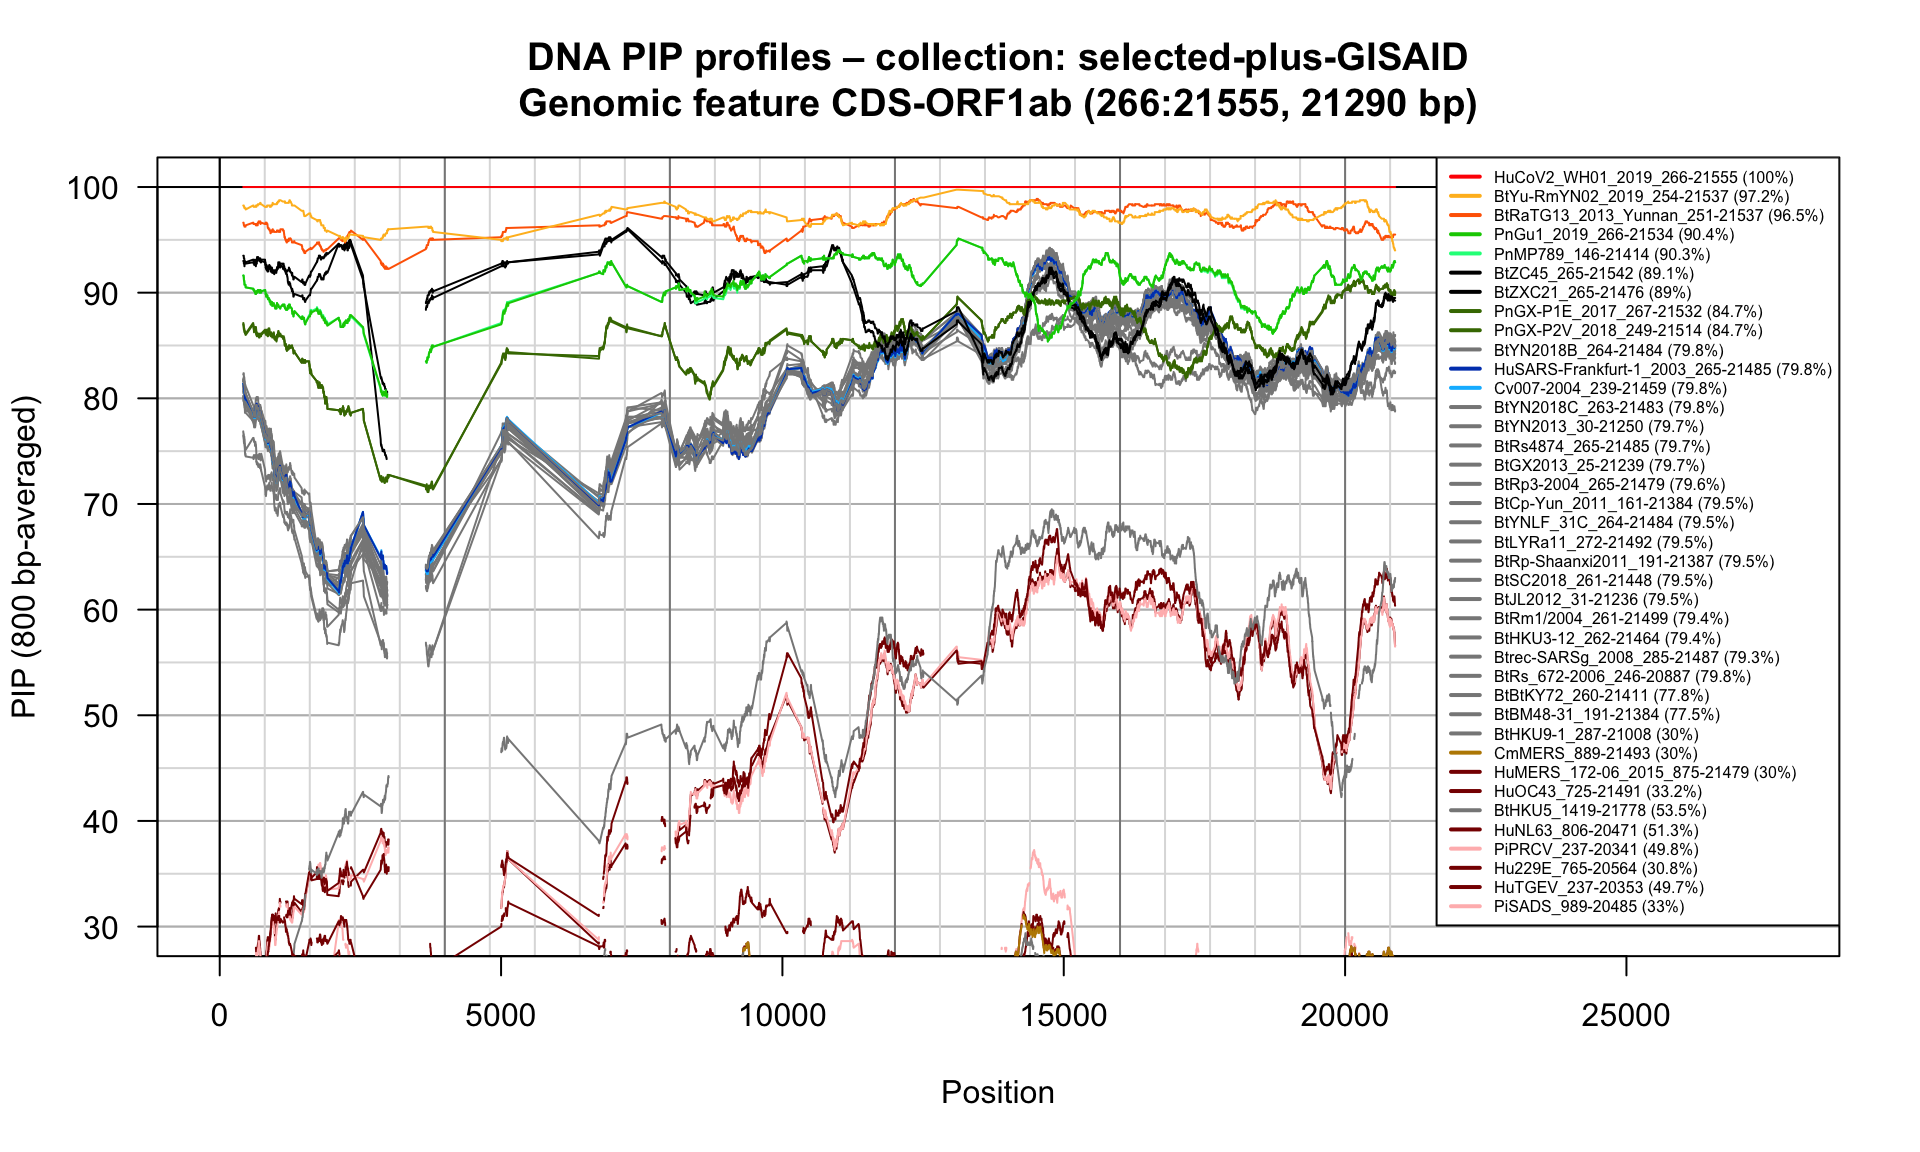 DNA PIP profiles – collection: selected-plus-GISAID
Genomic feature CDS-ORF1ab (266:21555, 21290 bp)
PIP (800 bp-averaged)
100
90
80
70
60
50
40
30
0
5000
10000
15000
20000
25000
Position
HuCoV2_WH01_2019_266-21555 (100%)
BtYu-RmYN02_2019_254-21537 (97.2%)
BtRaTG13_2013_Yunnan_251-21537 (96.5%)
PnGu1_2019_266-21534 (90.4%)
PnMP789_146-21414 (90.3%)
BtZC45_265-21542 (89.1%)
BtZXC21_265-21476 (89%)
PnGX-P1E_2017_267-21532 (84.7%)
PnGX-P2V_2018_249-21514 (84.7%)
BtYN2018B_264-21484 (79.8%)
HuSARS-Frankfurt-1_2003_265-21485 (79.8%)
Cv007-2004_239-21459 (79.8%)
BtYN2018C_263-21483 (79.8%)
BtYN2013_30-21250 (79.7%)
BtRs4874_265-21485 (79.7%)
BtGX2013_25-21239 (79.7%)
BtRp3-2004_265-21479 (79.6%)
BtCp-Yun_2011_161-21384 (79.5%)
BtYNLF_31C_264-21484 (79.5%)
BtLYRa11_272-21492 (79.5%)
BtRp-Shaanxi2011_191-21387 (79.5%)
BtSC2018_261-21448 (79.5%)
BtJL2012_31-21236 (79.5%)
BtRm1/2004_261-21499 (79.4%)
BtHKU3-12_262-21464 (79.4%)
Btrec-SARSg_2008_285-21487 (79.3%)
BtRs_672-2006_246-20887 (79.8%)
BtBtKY72_260-21411 (77.8%)
BtBM48-31_191-21384 (77.5%)
BtHKU9-1_287-21008 (30%)
CmMERS_889-21493 (30%)
HuMERS_172-06_2015_875-21479 (30%)
HuOC43_725-21491 (33.2%)
BtHKU5_1419-21778 (53.5%)
HuNL63_806-20471 (51.3%)
PiPRCV_237-20341 (49.8%)
Hu229E_765-20564 (30.8%)
HuTGEV_237-20353 (49.7%)
PiSADS_989-20485 (33%)